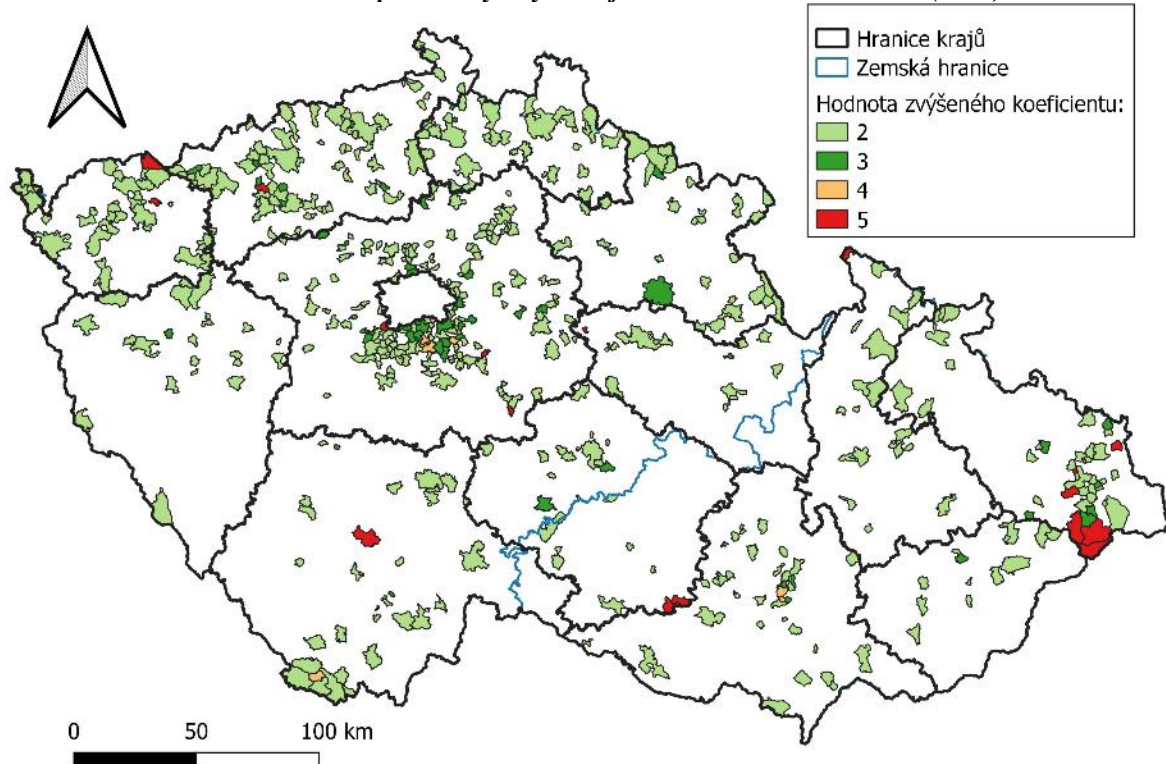 Hranice krajů
Zemská hranice
Hodnota zvýšeného koeficientu:
2
3
4
5
0 50 100 km